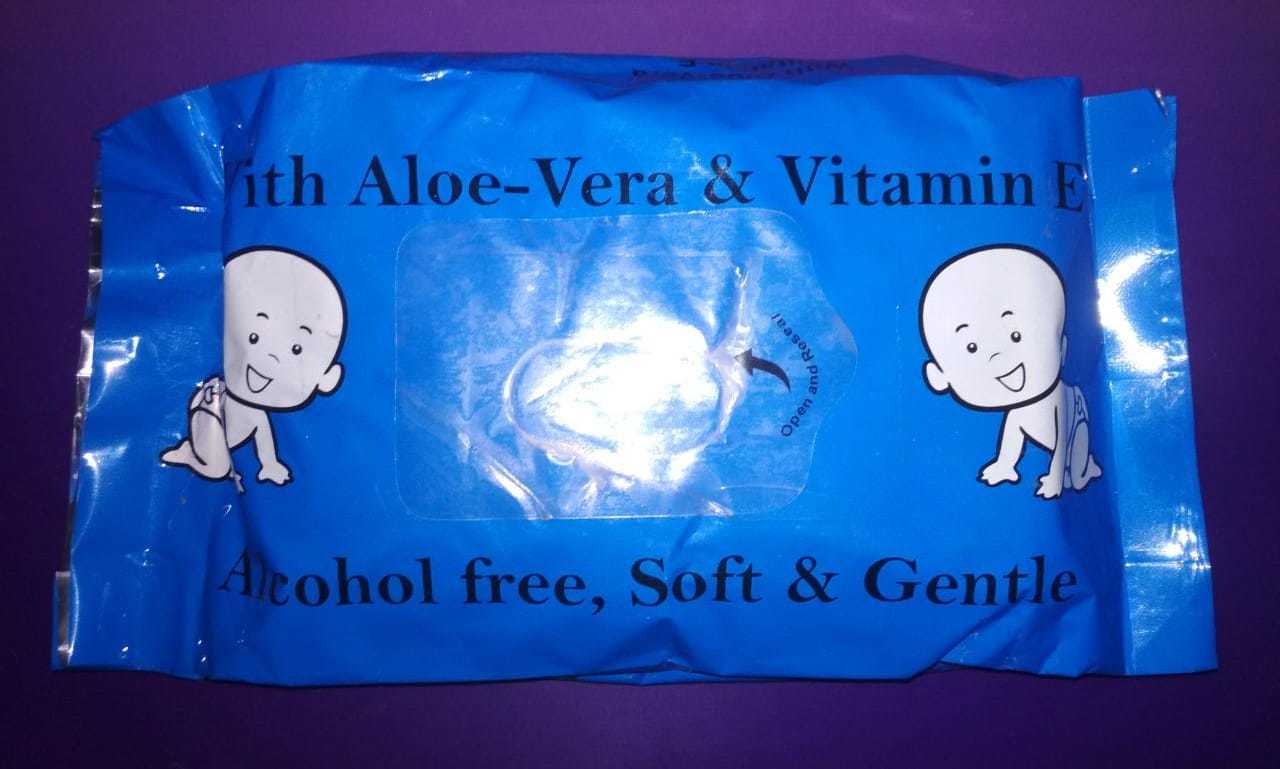 With Aloe-Vera & Vitamin E
Open and Reseal
Alcohol free, Soft & Gentle